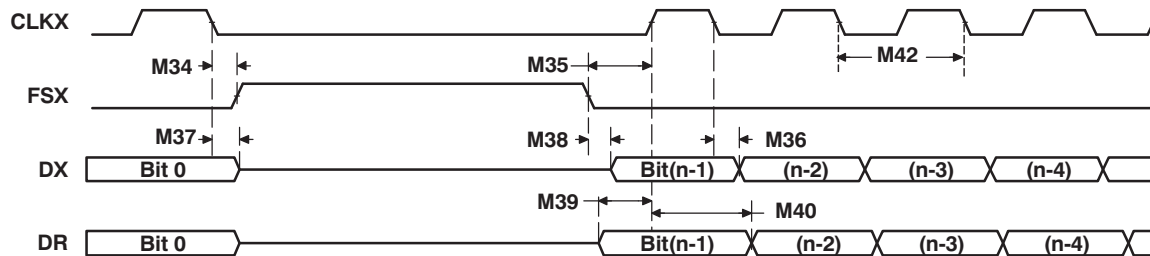 CLKX
M34 M35 M42
FSX
M37 M38 M36
DX Bit 0 Bit(n-1) (n-2) (n-3) (n-4)
M39 M40
DR Bit 0 Bit(n-1) (n-2) (n-3) (n-4)